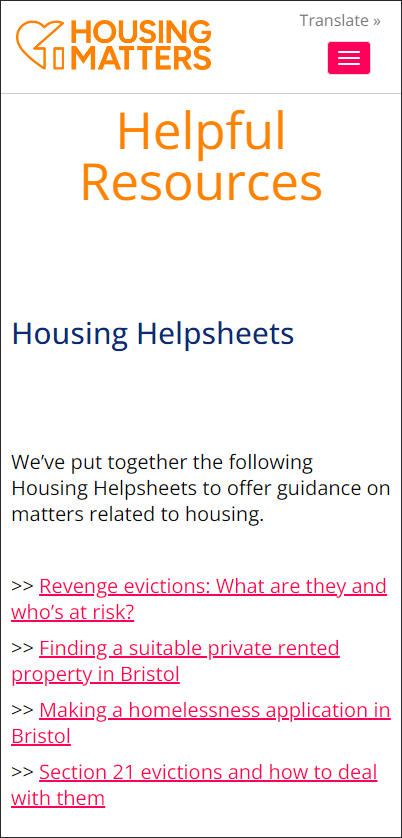 Translate »
HOUSING
MATTERS
Helpful
Resources
Housing Helpsheets
We’ve put together the following
Housing Helpsheets to offer guidance on
matters related to housing.
>> Revenge evictions: What are they and
who’s at risk?
>> Finding a suitable private rented
property in Bristol
>> Making a homelessness application in
Bristol
>> Section 21 evictions and how to deal
with them